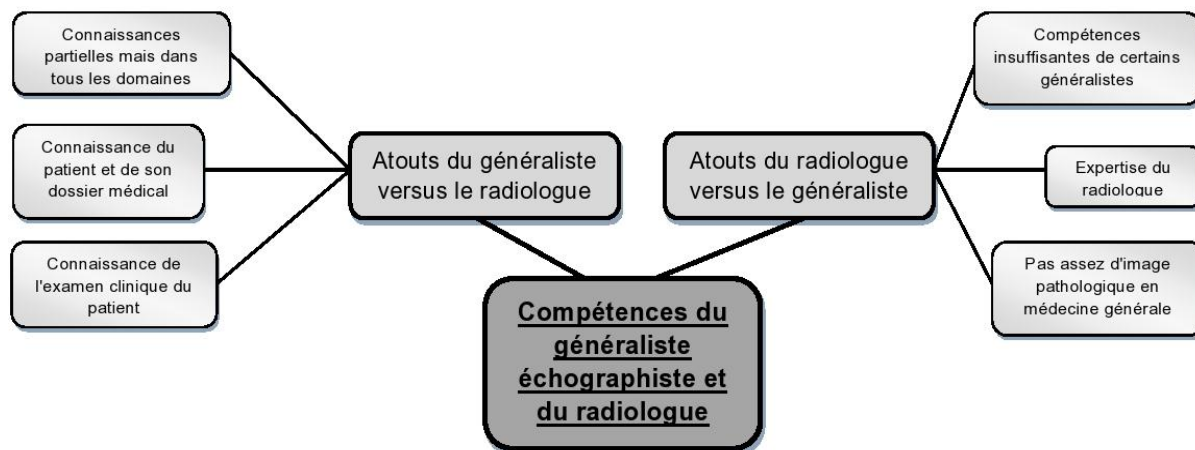 Connaissances
partielles mais dans
tous les domaines
Connaissance du
patient et de son
dossier médical
Connaissance de
l'examen clinique du
patient
Atouts du généraliste
versus le radiologue
Atouts du radiologue
versus le généraliste
Compétences
insuffisantes de certains
généralistes
Expertise du
radiologue
Pas assez d'image
pathologique en
médecine générale
Compétences du
généraliste
échographiste et
du radiologue